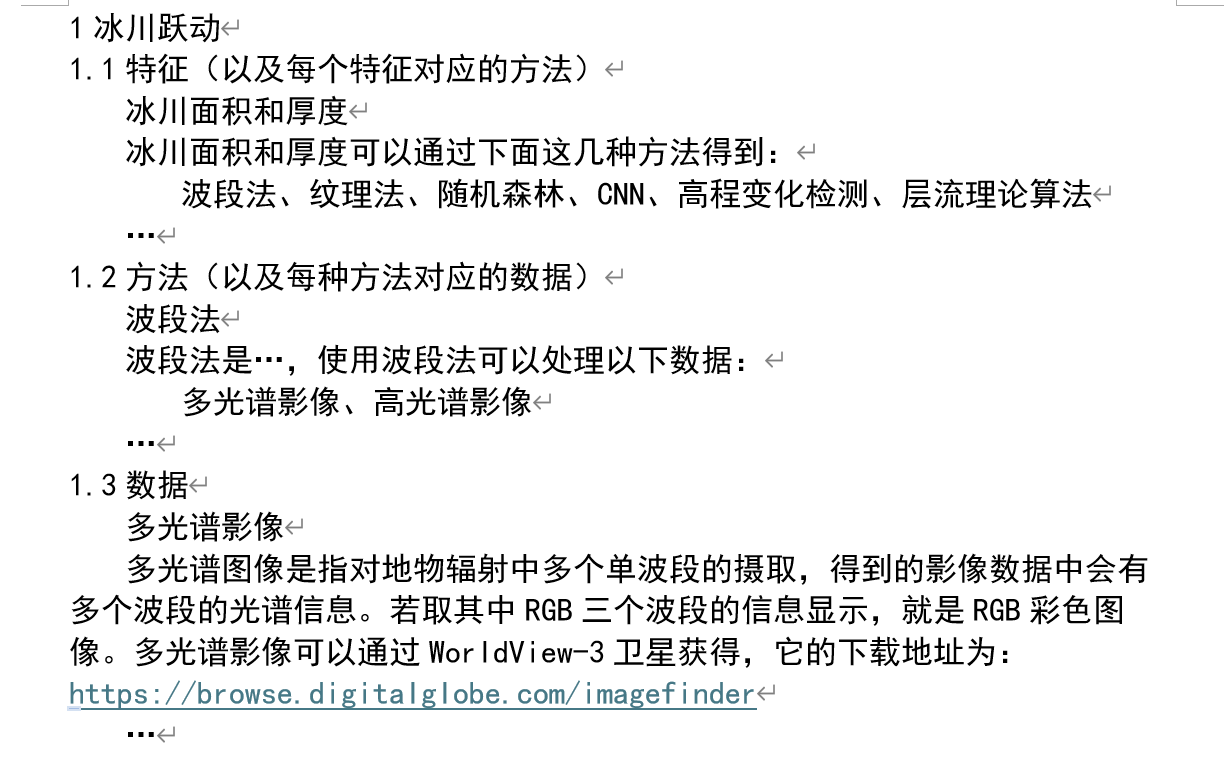 1 冰川跃动
1.1 特征（以及每个特征对应的方法）
冰川面积和厚度
冰川面积和厚度可以通过下面这几种方法得到：
波段法、纹理法、随机森林、CNN、高程变化检测、层流理论算法
…
1.2 方法（以及每种方法对应的数据）
波段法
波段法是…，使用波段法可以处理以下数据：
多光谱影像、高光谱影像
…
1.3 数据
多光谱影像
多光谱图像是指对地物辐射中多个单波段的摄取，得到的影像数据中会有
多个波段的光谱信息。若取其中 RGB 三个波段的信息显示，就是 RGB 彩色图
像。多光谱影像可以通过 WorldView-3 卫星获得，它的下载地址为：
https://browse.digitalglobe.com/imagefinder
…